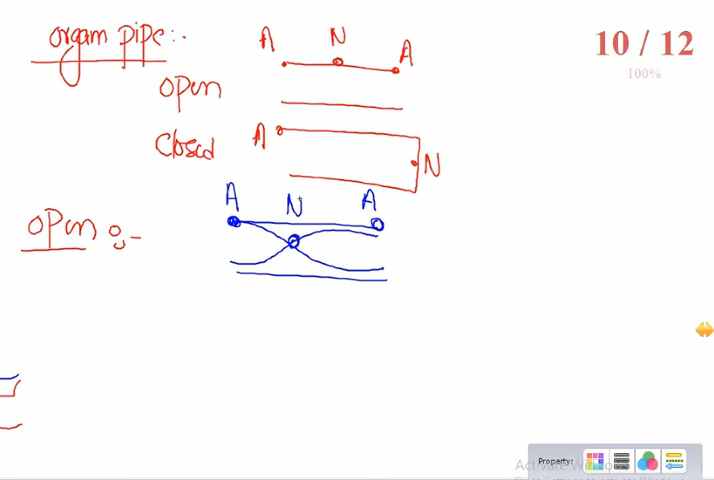 organ pipe:-
A N A
10 / 12
100%
open
Closed
A
N
A N A
open :-
Property: